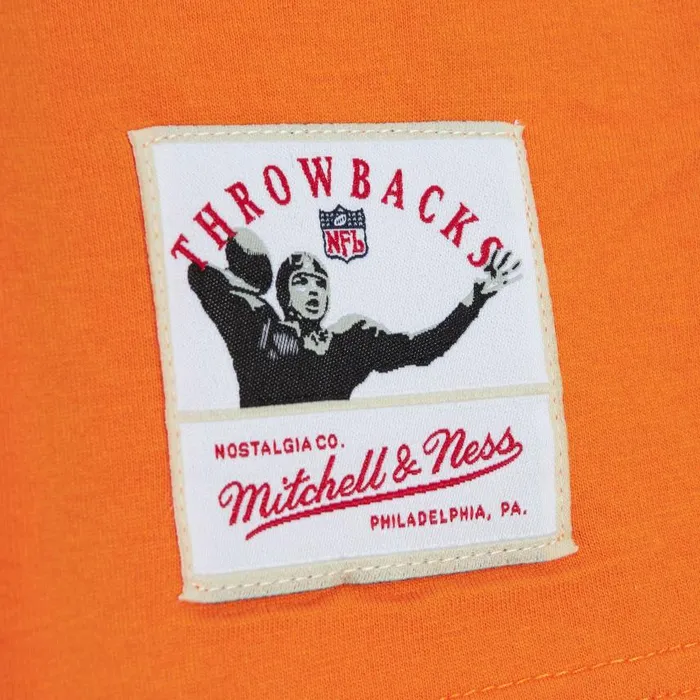 THROWBACKS
NFL
NOSTALGIA CO.
Mitchell & Ness
PHILADELPHIA, PA.